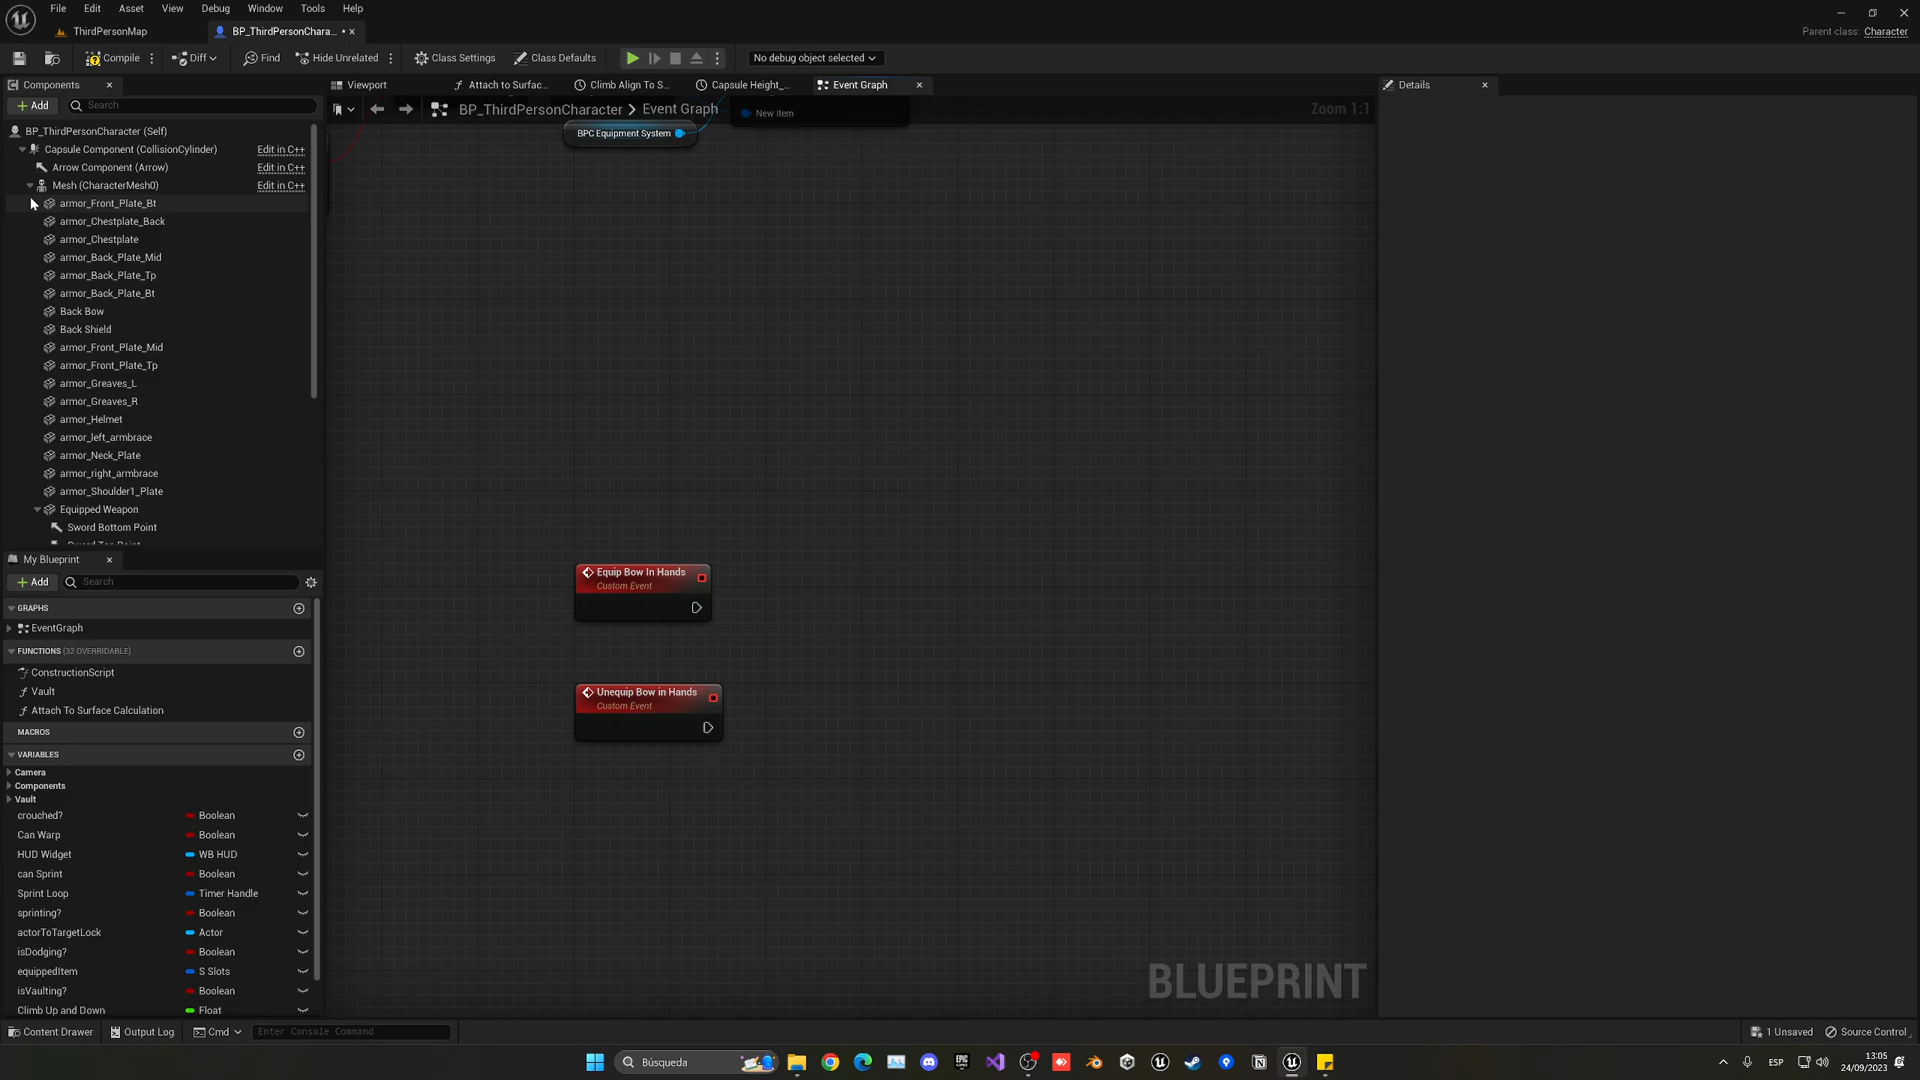 File Edit Asset View Debug Window Tools Help
ThirdPersonMap
BP_ThirdPersonChara... •
Parent class: Character
Compile
Diff
Find
Hide Unrelated
Class Settings
Class Defaults
No debug object selected
Components
Viewport
Attach to Surfac...
Climb Align To S...
Capsule Height_...
Event Graph
Details
Add
Search
BP_ThirdPersonCharacter > Event Graph
Zoom 1:1
New Item
BPC Equipment System
BP_ThirdPersonCharacter (Self)
Capsule Component (CollisionCylinder) Edit in C++
Arrow Component (Arrow) Edit in C++
Mesh (CharacterMesh0) Edit in C++
armor_Front_Plate_Bt
armor_Chestplate_Back
armor_Chestplate
armor_Back_Plate_Mid
armor_Back_Plate_Tp
armor_Back_Plate_Bt
Back Bow
Back Shield
armor_Front_Plate_Mid
armor_Front_Plate_Tp
armor_Greaves_L
armor_Greaves_R
armor_Helmet
armor_left_armbrace
armor_Neck_Plate
armor_right_armbrace
armor_Shoulder1_Plate
Equipped Weapon
Sword Bottom Point
Equip Bow In Hands
Custom Event
Unequip Bow in Hands
Custom Event
My Blueprint
Add
Search
GRAPHS
EventGraph
FUNCTIONS (32 OVERRIDABLE)
ConstructionScript
Vault
Attach To Surface Calculation
MACROS
VARIABLES
Camera
Components
Vault
crouched? Boolean
Can Warp Boolean
HUD Widget WB HUD
can Sprint Boolean
Sprint Loop Timer Handle
sprinting? Boolean
actorToTargetLock Actor
isDodging? Boolean
equippedItem S Slots
isVaulting? Boolean
Climb Up and Down Float
BLUEPRINT
Content Drawer
Output Log
Cmd
Enter Console Command
1 Unsaved
Source Control
Búsqueda
ESP
13:05
24/09/2023